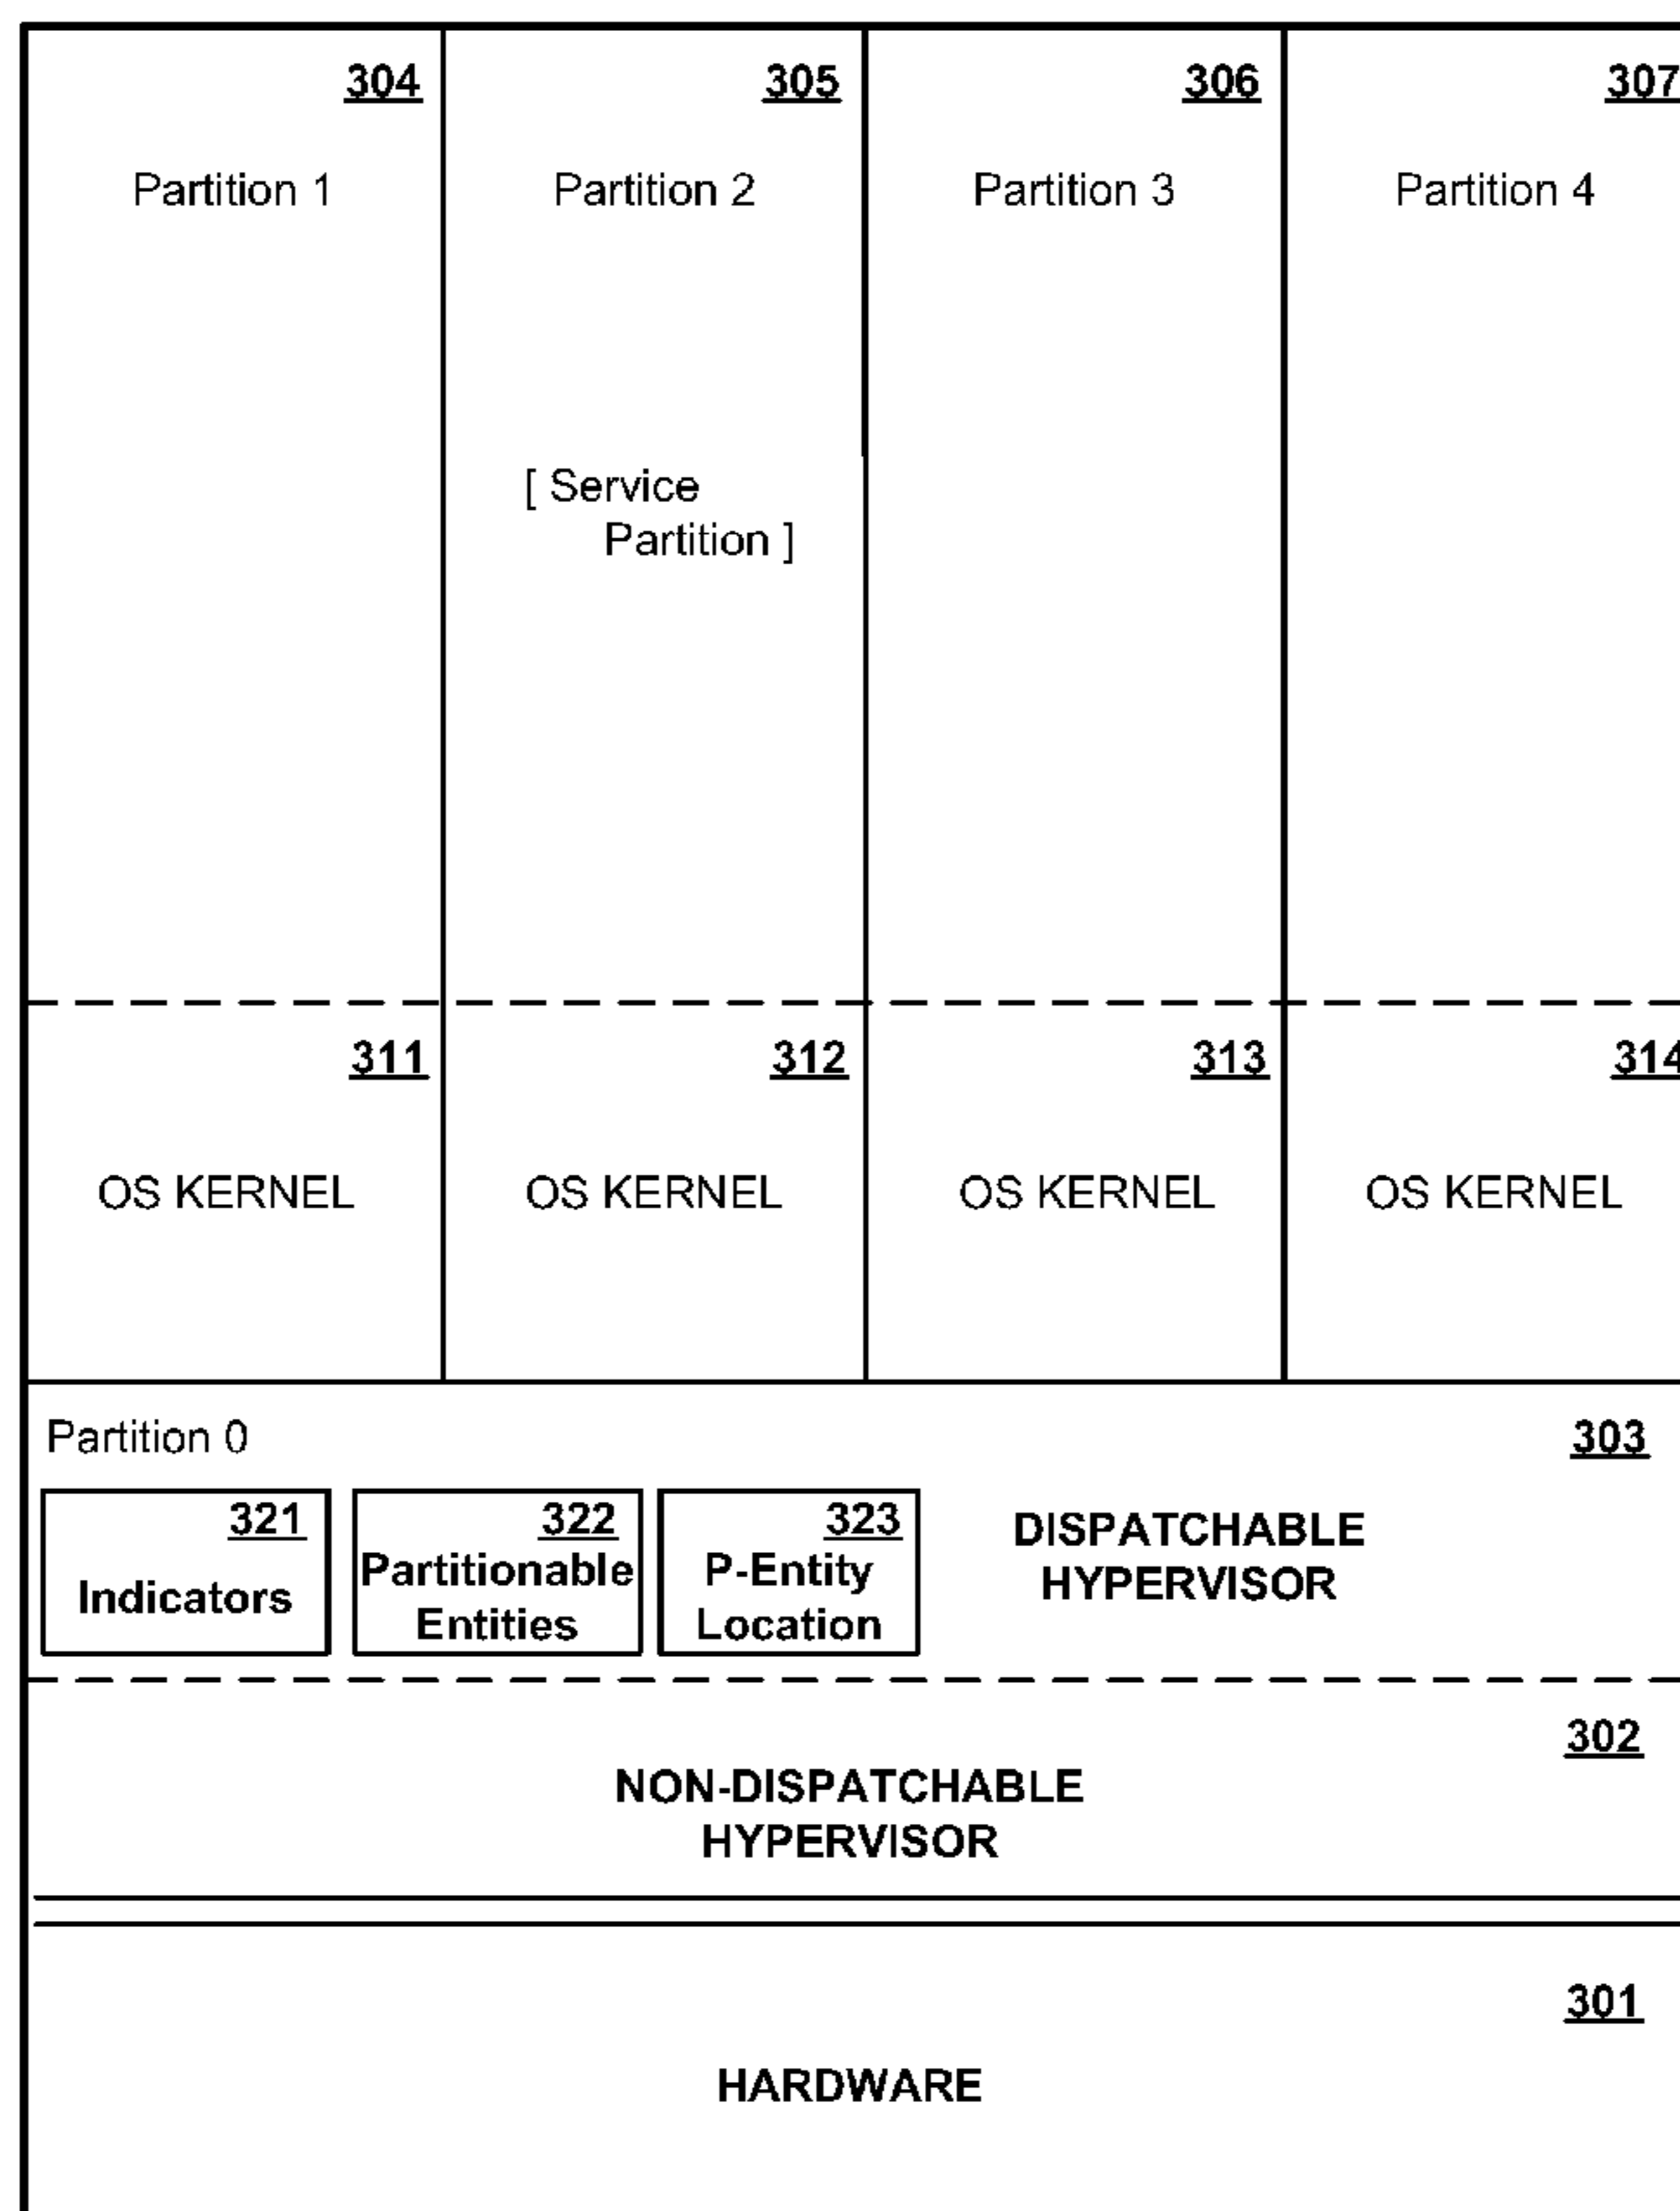 304
305
306
307
Partition 1
Partition 2
Partition 3
Partition 4
[ Service
Partition ]
311
312
313
314
OS KERNEL
OS KERNEL
OS KERNEL
OS KERNEL
Partition 0
303
321
Indicators
322
Partitionable
Entities
323
P-Entity
Location
DISPATCHABLE
HYPERVISOR
302
NON-DISPATCHABLE
HYPERVISOR
301
HARDWARE